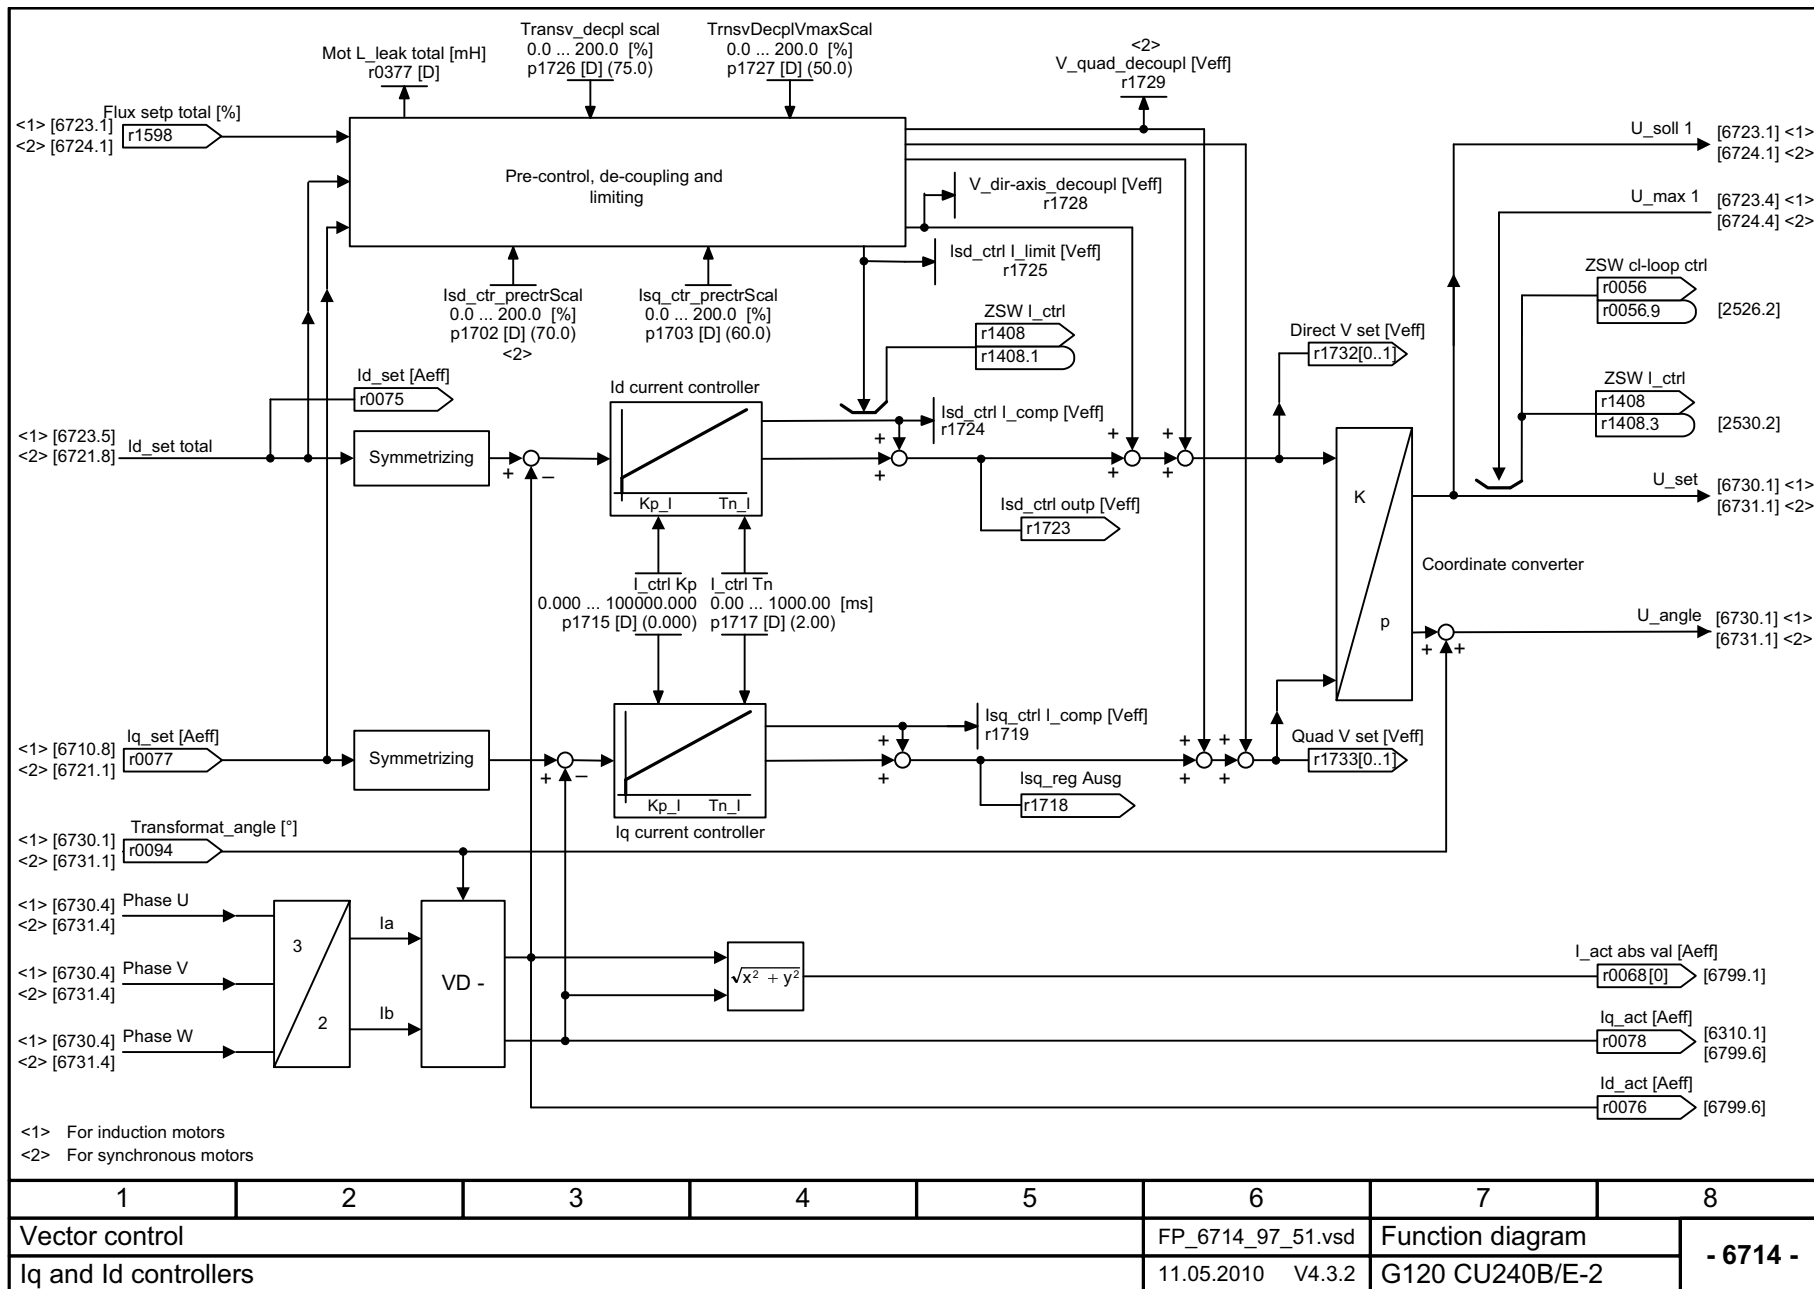 Transv_decpl scal
0.0 ... 200.0 [%]
p1726 [D] (75.0)
TrnsvDecplVmaxScal
0.0 ... 200.0 [%]
p1727 [D] (50.0)
Mot L_leak total [mH]
r0377 [D]
<2>
V_quad_decoupl [Veff]
r1729
Flux setp total [%]
<1> [6723.1]
<2> [6724.1]
r1598
Pre-control, de-coupling and
limiting
U_soll 1
[6723.1] <1>
[6724.1] <2>
V_dir-axis_decoupl [Veff]
r1728
U_max 1
[6723.4] <1>
[6724.4] <2>
Isd_ctrl I_limit [Veff]
r1725
Isd_ctr_prectrScal
0.0 ... 200.0 [%]
p1702 [D] (70.0)
<2>
Isq_ctr_prectrScal
0.0 ... 200.0 [%]
p1703 [D] (60.0)
ZSW I_ctrl
r1408
r1408.1
ZSW cl-loop ctrl
r0056
r0056.9
[2526.2]
Direct V set [Veff]
r1732[0..1]
Id_set [Aeff]
r0075
Id current controller
ZSW I_ctrl
r1408
r1408.3
[2530.2]
<1> [6723.5]
<2> [6721.8]
Id_set total
Symmetrizing
+
–
Kp_I
Tn_I
Isd_ctrl I_comp [Veff]
r1724
+
+
+
+
+
+
Isd_ctrl outp [Veff]
r1723
K
p
Coordinate converter
U_set
[6730.1] <1>
[6731.1] <2>
I_ctrl Kp
0.000 ... 100000.000
p1715 [D] (0.000)
I_ctrl Tn
0.00 ... 1000.00 [ms]
p1717 [D] (2.00)
U_angle
[6730.1] <1>
[6731.1] <2>
+
+
Iq_set [Aeff]
<1> [6710.8]
<2> [6721.1]
r0077
Symmetrizing
+
–
Kp_I
Tn_I
Iq current controller
Isq_ctrl I_comp [Veff]
r1719
+
+
+
+
+
+
Isq_reg Ausg
r1718
Quad V set [Veff]
r1733[0..1]
Transformat_angle [°]
<1> [6730.1]
<2> [6731.1]
r0094
<1> [6730.4]
<2> [6731.4]
Phase U
<1> [6730.4]
<2> [6731.4]
Phase V
<1> [6730.4]
<2> [6731.4]
Phase W
3
2
Ia
Ib
VD -
√x² + y²
I_act abs val [Aeff]
r0068[0]
[6799.1]
Iq_act [Aeff]
r0078
[6310.1]
[6799.6]
Id_act [Aeff]
r0076
[6799.6]
<1> For induction motors
<2> For synchronous motors
1 2 3 4 5 6 7 8
Vector control
FP_6714_97_51.vsd
Function diagram
- 6714 -
Iq and Id controllers
11.05.2010 V4.3.2
G120 CU240B/E-2